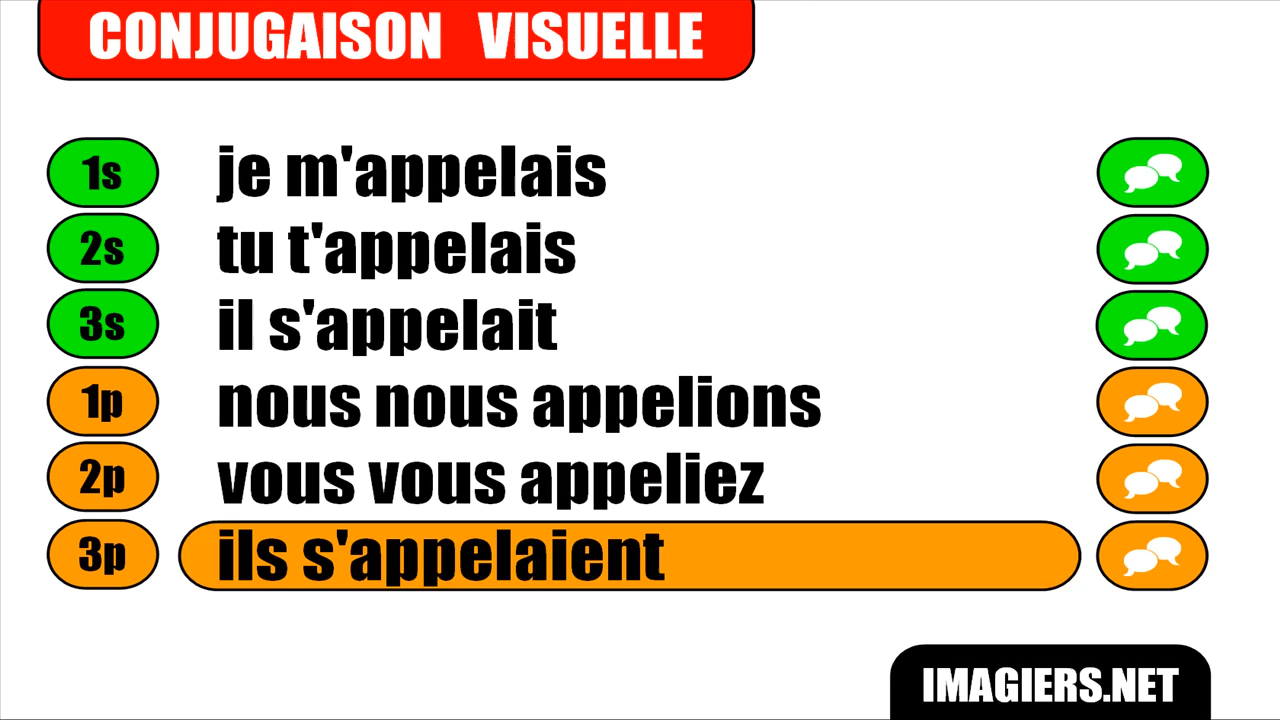 CONJUGAISON VISUELLE
1s je m'appelais
2s tu t'appelais
3s il s'appelait
1p nous nous appelions
2p vous vous appeliez
3p ils s'appelaient
IMAGIERS.NET